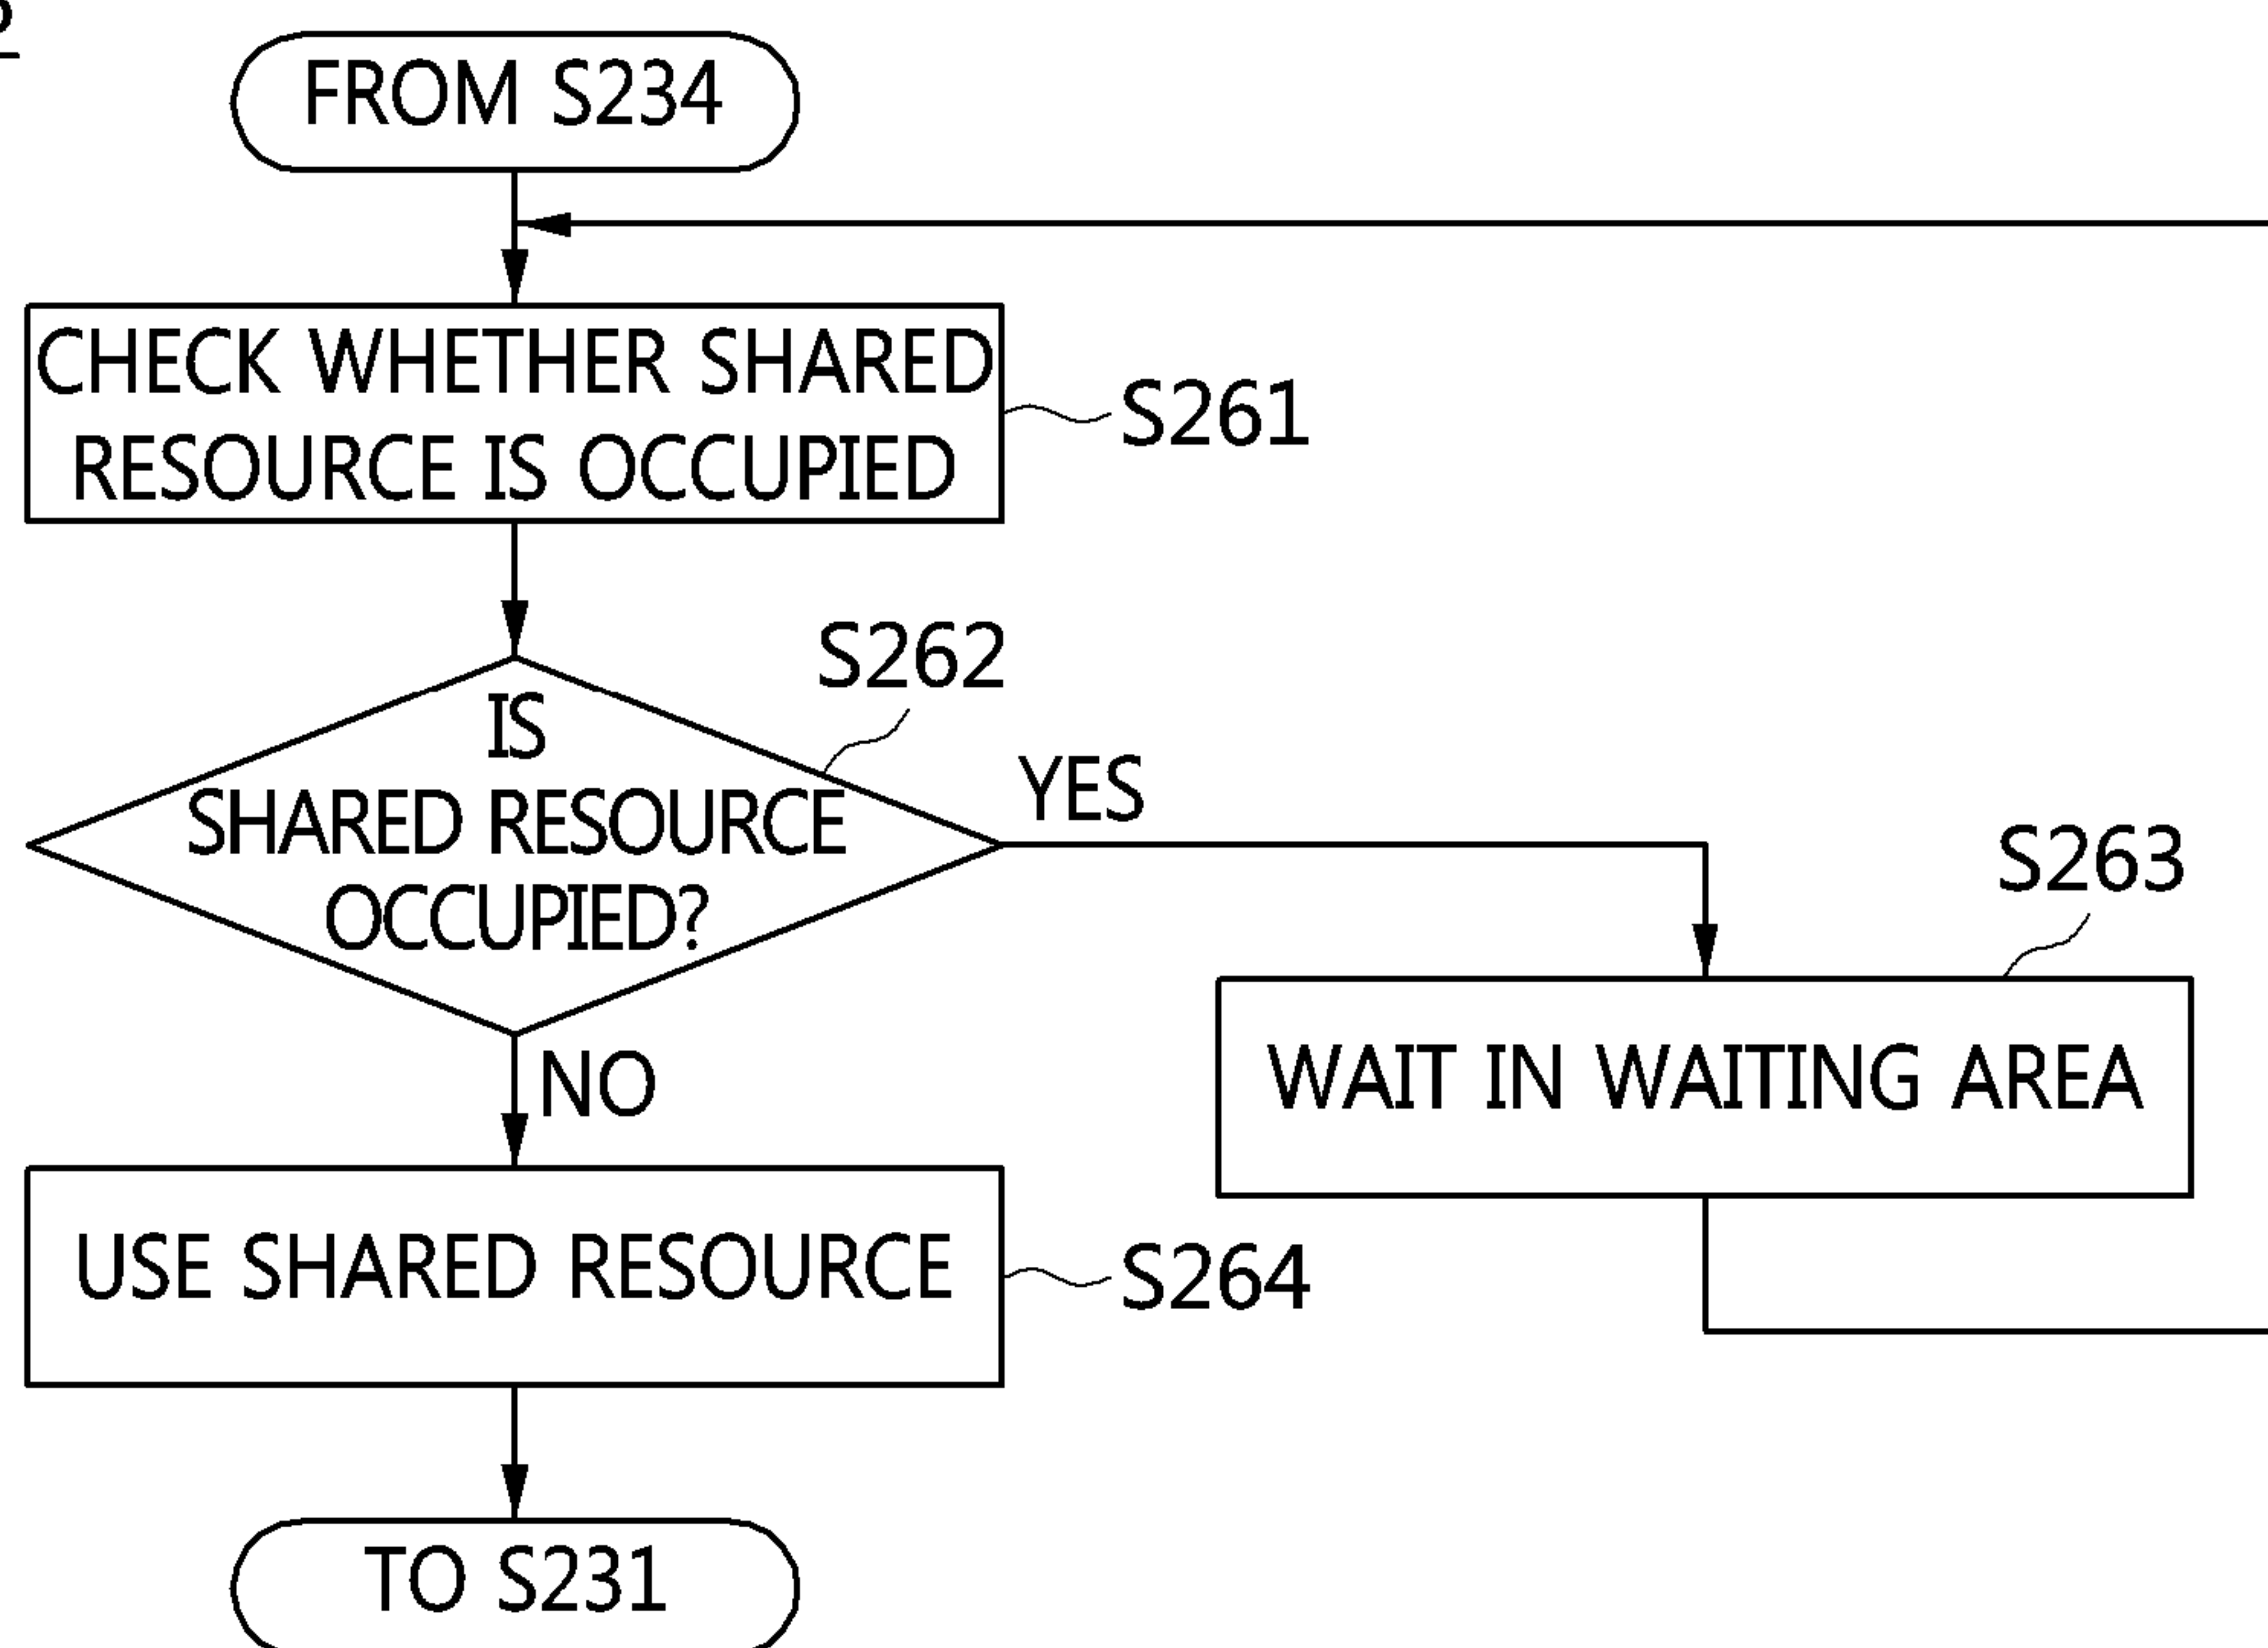 FROM S234
CHECK WHETHER SHARED
RESOURCE IS OCCUPIED
S261
S262
IS
SHARED RESOURCE
OCCUPIED?
YES
S263
WAIT IN WAITING AREA
NO
USE SHARED RESOURCE
S264
TO S231